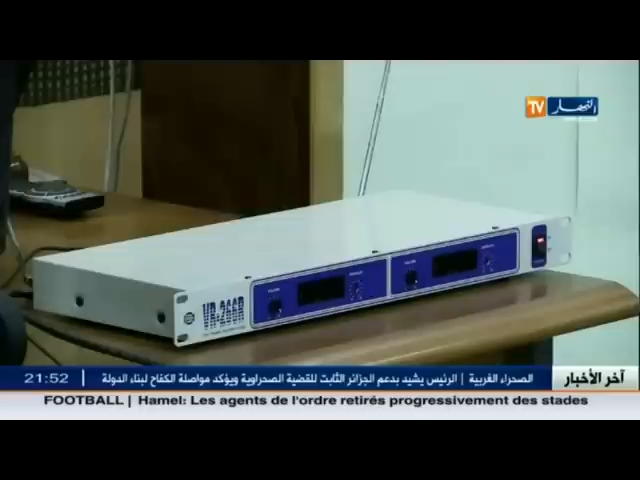 TV النهار
VR-266R
21:52 الصحراء الغربية | الرئيس يشيد بدعم الجزائر الثابت للقضية الصحراوية ويؤكد مواصلة الكفاح لبناء الدولة آخر الأخبار
FOOTBALL | Hamel: Les agents de l'ordre retirés progressivement des stades